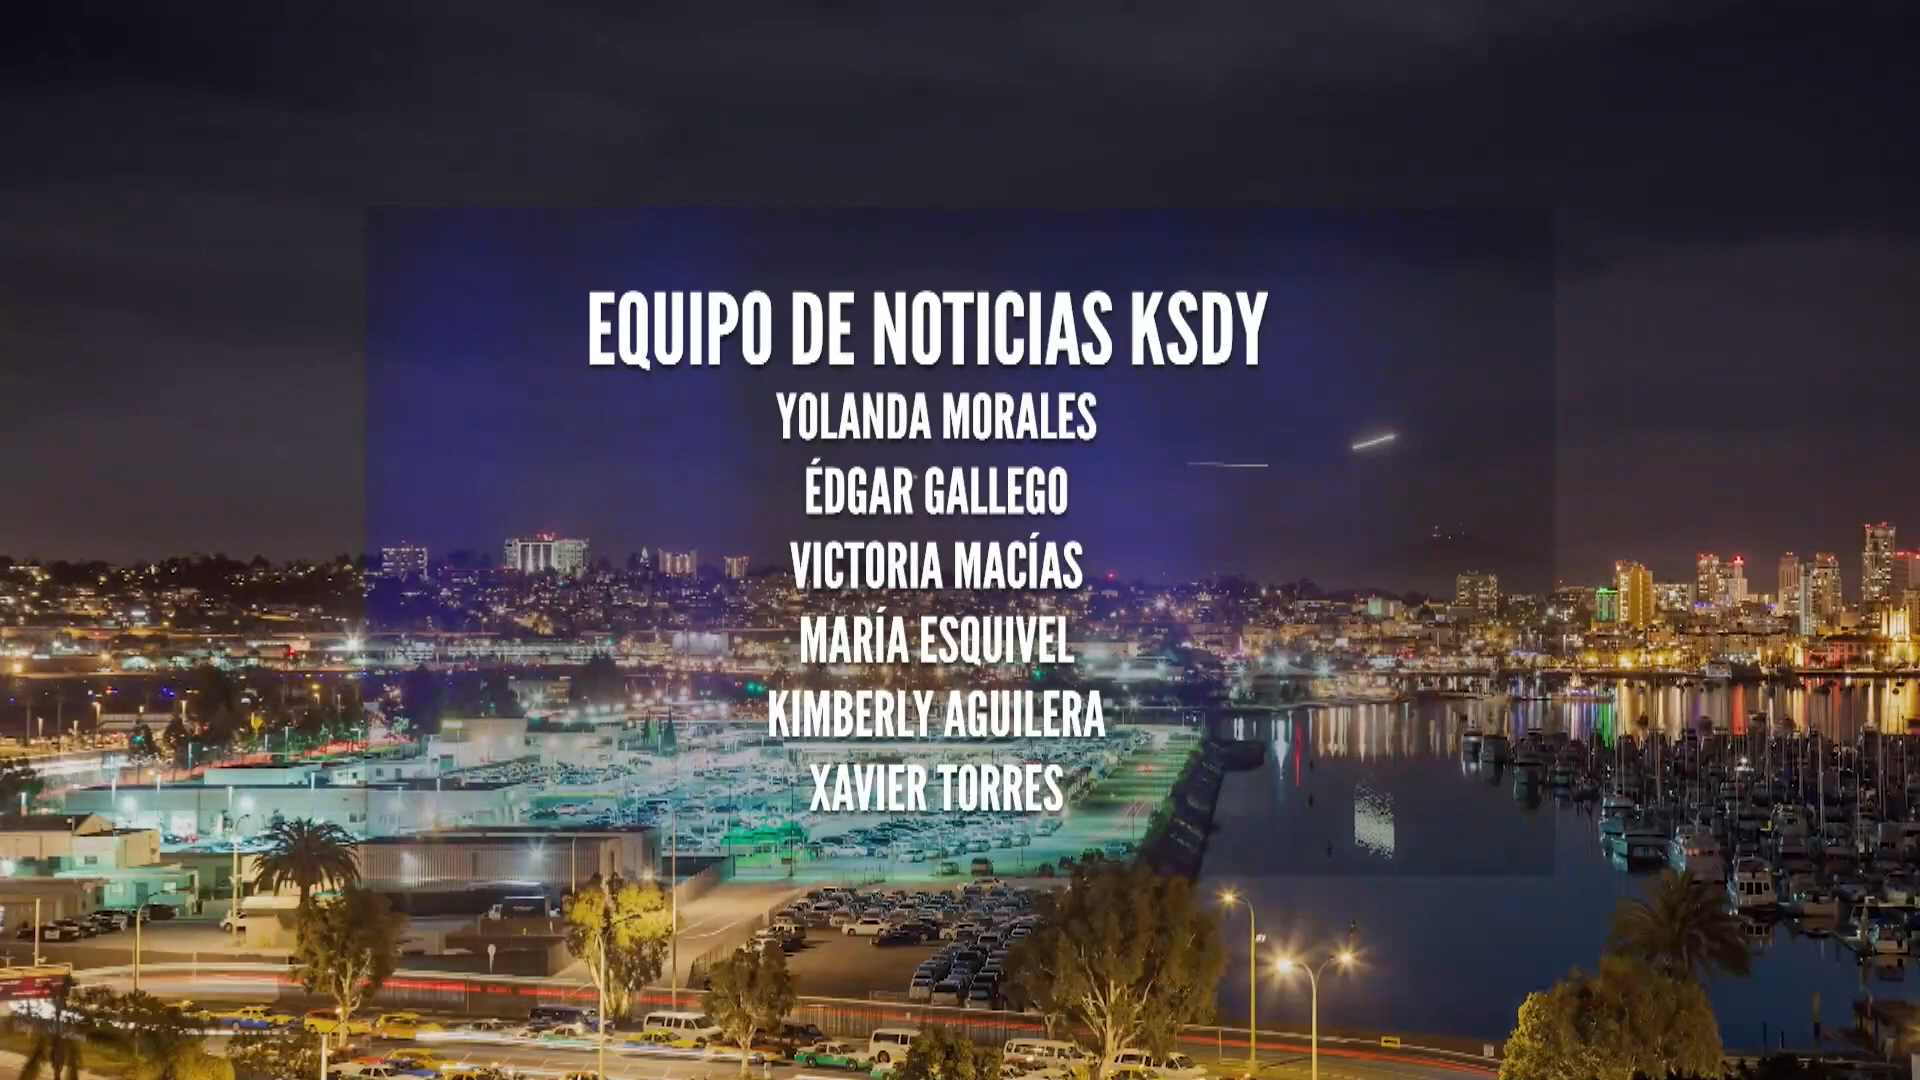 EQUIPO DE NOTICIAS KSDY
YOLANDA MORALES
ÉDGAR GALLEGO
VICTORIA MACÍAS
MARÍA ESQUIVEL
KIMBERLY AGUILERA
XAVIER TORRES